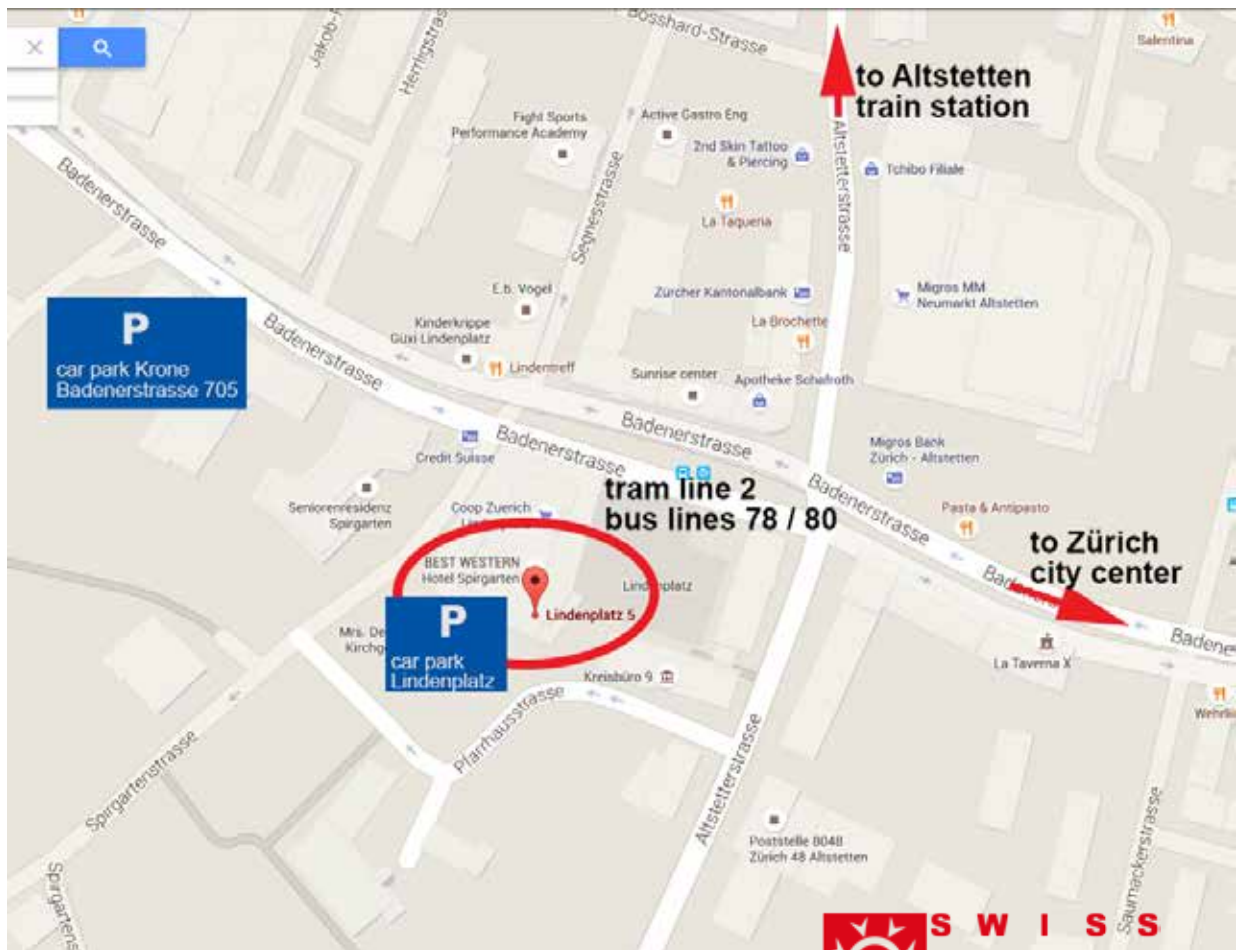 Bosshard-Strasse
Salentina
Herrligstrasse
to Altstetten
train station
Fight Sports
Performance Academy
Active Gastro Eng
2nd Skin Tattoo
& Piercing
Altstetterstrasse
Tchibo Filiale
Badenerstrasse
Segnesstrasse
La Taqueria
E.b. Vogel
Zürcher Kantonalbank
Migros MM
Neumarkt Altstetten
P
car park Krone
Badenerstrasse 705
Badenerstrasse
Kinderkrippe
Güxi Lindenplatz
La Brochette
Lindentreff
Sunrise center
Apotheke Schafroth
Badenerstrasse
Badenerstrasse
Credit Suisse
Migros Bank
Zürich - Altstetten
tram line 2
bus lines 78 / 80
Badenerstrasse
Seniorenresidenz
Spirgarten
Coop Zuerich
Pasta & Antipasto
to Zürich
city center
BEST WESTERN
Hotel Spirgarten
Lindenplatz
Lindenplatz 5
P
car park
Lindenplatz
Mrs.
Kreisbüro 9
La Taverna X
Pfarrhausstrasse
Spirgartenstrasse
Altstetterstrasse
Poststelle 8048
Zürich 48 Altstetten
Saumackerstrasse
SWISS